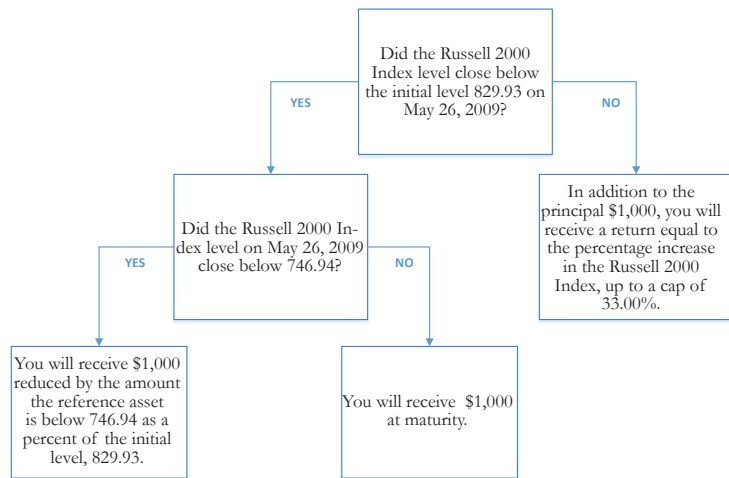 Did the Russell 2000
Index level close below
the initial level 829.93 on
May 26, 2009?
YES
NO
Did the Russell 2000 In-
dex level on May 26, 2009
close below 746.94?
In addition to the
principal $1,000, you will
receive a return equal to
the percentage increase
in the Russell 2000
Index, up to a cap of
33.00%.
YES
NO
You will receive $1,000
reduced by the amount
the reference asset
is below 746.94 as a
percent of the initial
level, 829.93.
You will receive $1,000
at maturity.